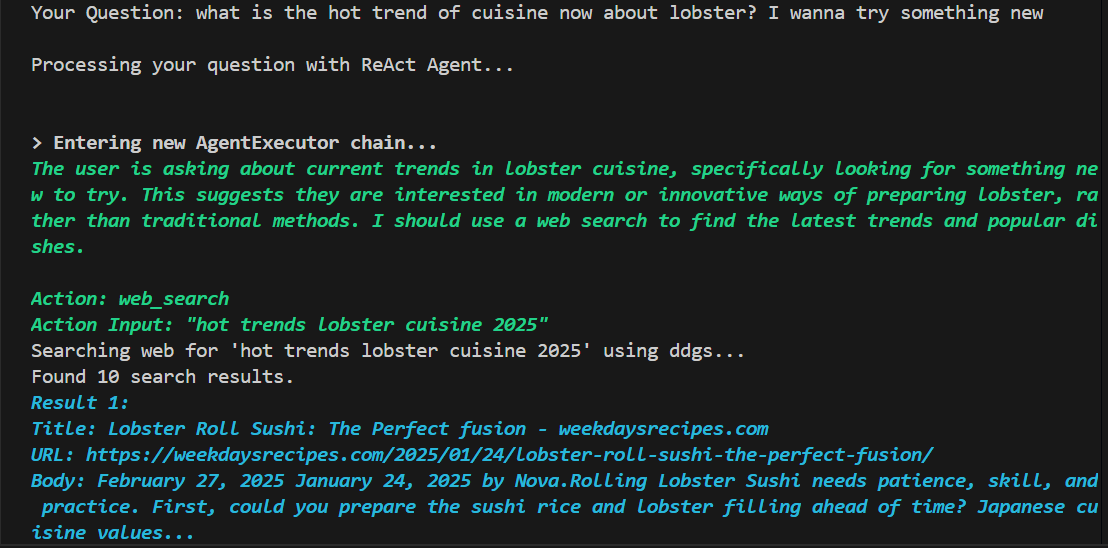 Your Question: what is the hot trend of cuisine now about lobster? I wanna try something new
Processing your question with ReAct Agent...
> Entering new AgentExecutor chain...
The user is asking about current trends in lobster cuisine, specifically looking for something ne
w to try. This suggests they are interested in modern or innovative ways of preparing lobster, ra
ther than traditional methods. I should use a web search to find the latest trends and popular di
shes.
Action: web_search
Action Input: "hot trends lobster cuisine 2025"
Searching web for 'hot trends lobster cuisine 2025' using ddgs...
Found 10 search results.
Result 1:
Title: Lobster Roll Sushi: The Perfect fusion - weekdaysrecipes.com
URL: https://weekdaysrecipes.com/2025/01/24/lobster-roll-sushi-the-perfect-fusion/
Body: February 27, 2025 January 24, 2025 by Nova.Rolling Lobster Sushi needs patience, skill, and
 practice. First, could you prepare the sushi rice and lobster filling ahead of time? Japanese cu
isine values...